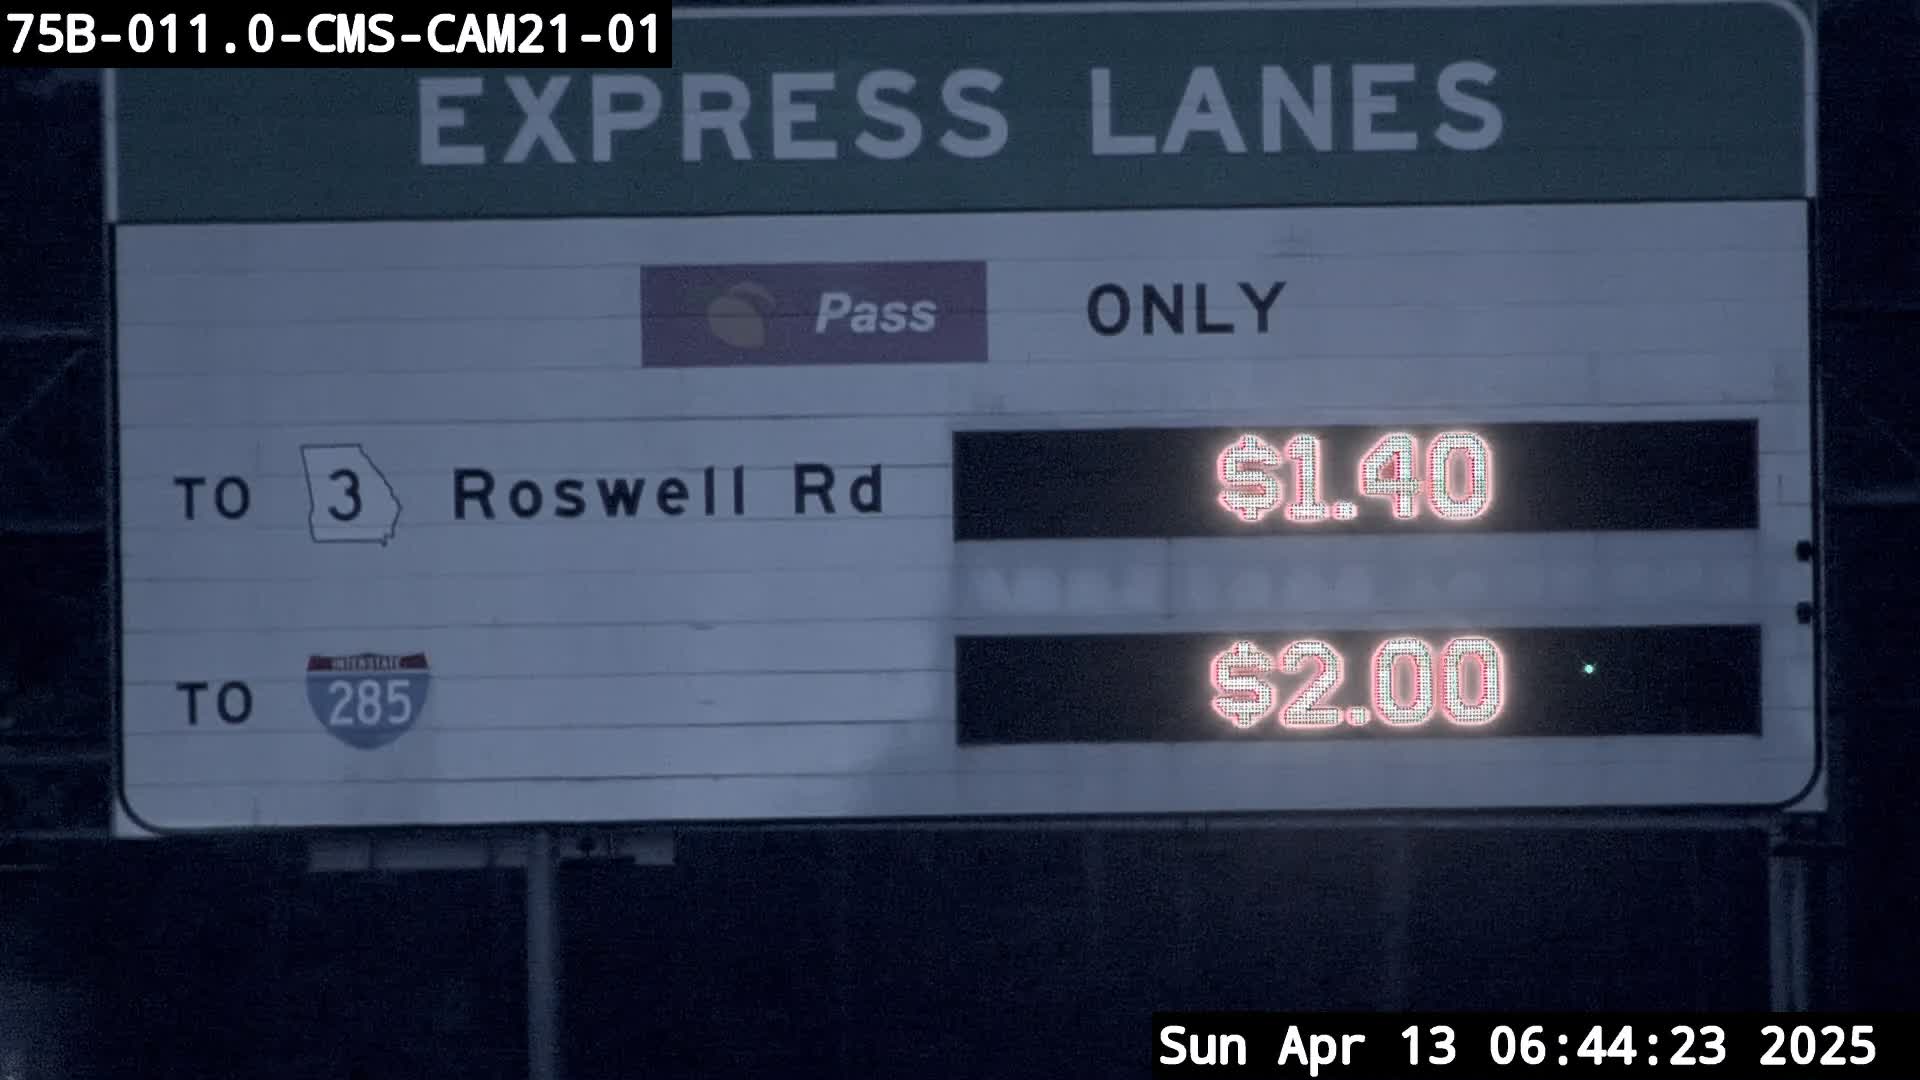 75B-011.0-CMS-CAM21-01
EXPRESS LANES
Pass ONLY
TO 3 Roswell Rd $1.40
TO INTERSTATE 285 $2.00
Sun Apr 13 06:44:23 2025